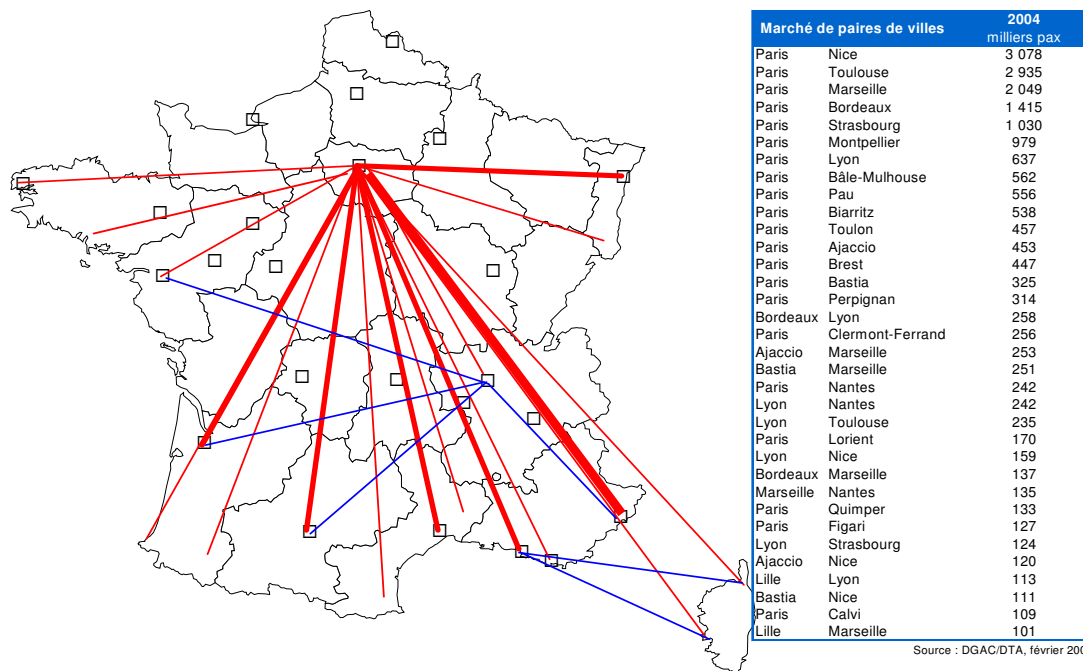 Marché de paires de villes 2004
milliers pax
Paris Nice 3 078
Paris Toulouse 2 935
Paris Marseille 2 049
Paris Bordeaux 1 415
Paris Strasbourg 1 030
Paris Montpellier 979
Paris Lyon 637
Paris Bâle-Mulhouse 562
Paris Pau 556
Paris Biarritz 538
Paris Toulon 457
Paris Ajaccio 453
Paris Brest 447
Paris Bastia 325
Paris Perpignan 314
Bordeaux Lyon 258
Paris Clermont-Ferrand 256
Ajaccio Marseille 253
Bastia Marseille 251
Paris Nantes 242
Lyon Nantes 242
Lyon Toulouse 235
Paris Lorient 170
Lyon Nice 159
Bordeaux Marseille 137
Marseille Nantes 135
Paris Quimper 133
Paris Figari 127
Lyon Strasbourg 124
Ajaccio Nice 120
Lille Lyon 113
Bastia Nice 111
Paris Calvi 109
Lille Marseille 101
Source : DGAC/DTA, février